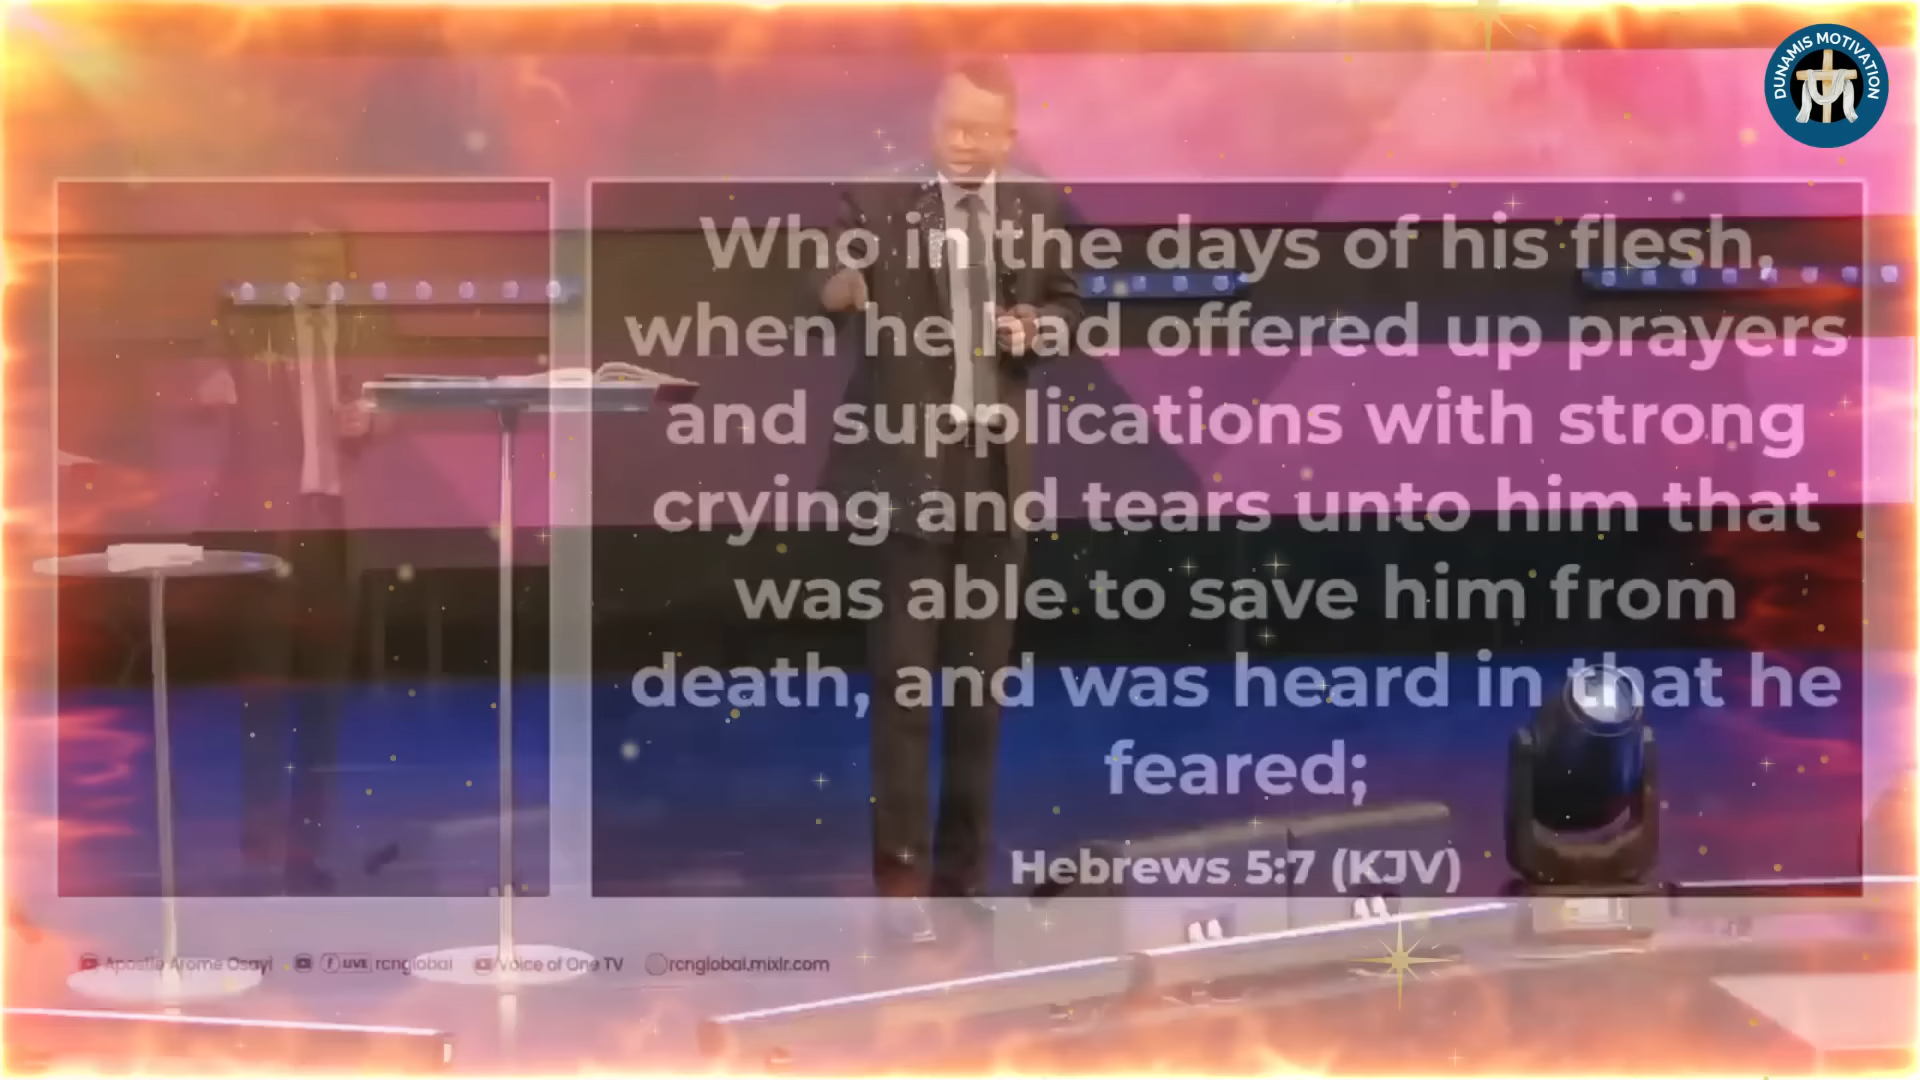 DUNAMIS MOTIVATION
Who in the days of his flesh,
when he had offered up prayers
and supplications with strong
crying and tears unto him that
was able to save him from
death, and was heard in that he
feared;
Hebrews 5:7 (KJV)
Apostle Arome Osayi LIVE rcnglobal Voice of One TV rcnglobal.mixlr.com